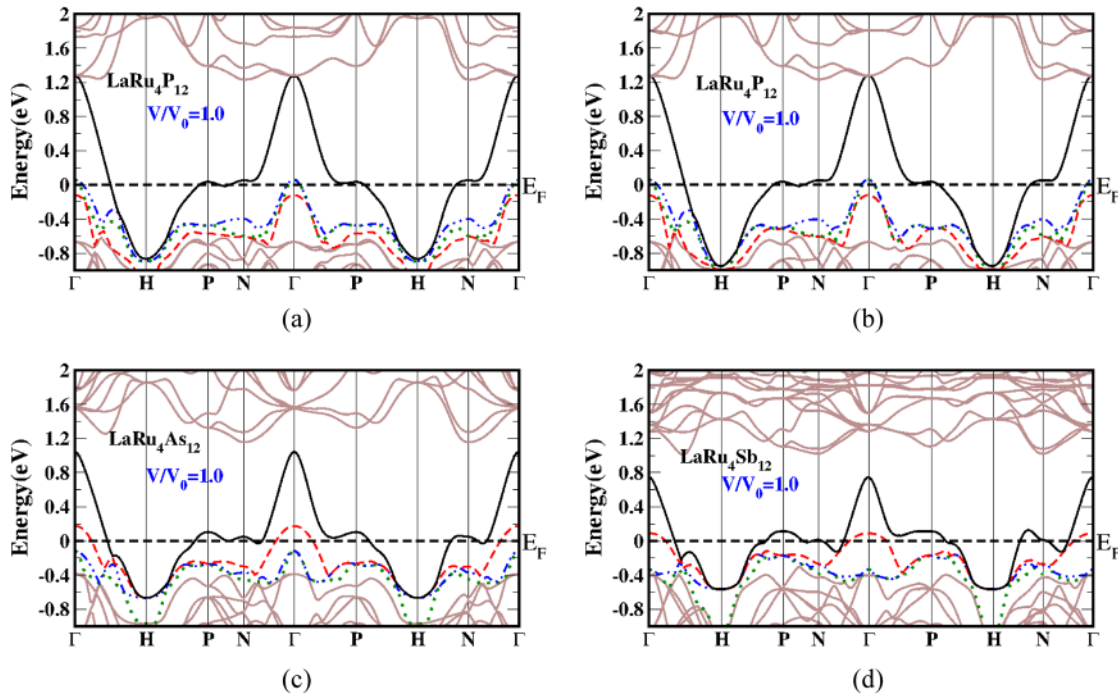 2
1.6
1.2
0.8
0.4
0
-0.4
-0.8
Energy(eV)
LaRu4P12
V/V0=1.0
EF
Γ H P N Γ P H N Γ
(a)
2
1.6
1.2
0.8
0.4
0
-0.4
-0.8
Energy(eV)
LaRu4P12
V/V0=1.0
EF
Γ H P N Γ P H N Γ
(b)
2
1.6
1.2
0.8
0.4
0
-0.4
-0.8
Energy(eV)
LaRu4As12
V/V0=1.0
EF
Γ H P N Γ P H N Γ
(c)
2
1.6
1.2
0.8
0.4
0
-0.4
-0.8
Energy(eV)
LaRu4Sb12
V/V0=1.0
EF
Γ H P N Γ P H N Γ
(d)